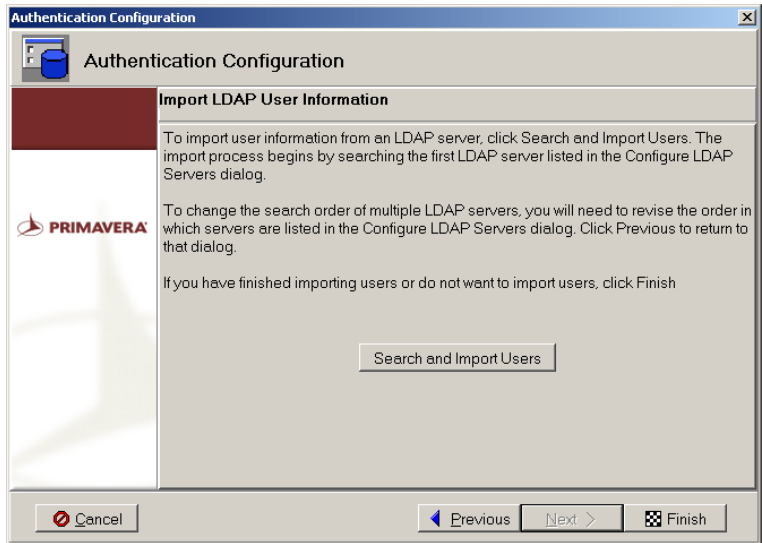 Authentication Configuration
Authentication Configuration
Import LDAP User Information
To import user information from an LDAP server, click Search and Import Users. The
import process begins by searching the first LDAP server listed in the Configure LDAP
Servers dialog.
To change the search order of multiple LDAP servers, you will need to revise the order in
which servers are listed in the Configure LDAP Servers dialog. Click Previous to return to
that dialog.
PRIMAVERA
If you have finished importing users or do not want to import users, click Finish
Search and Import Users
Cancel
Previous
Next >
Finish